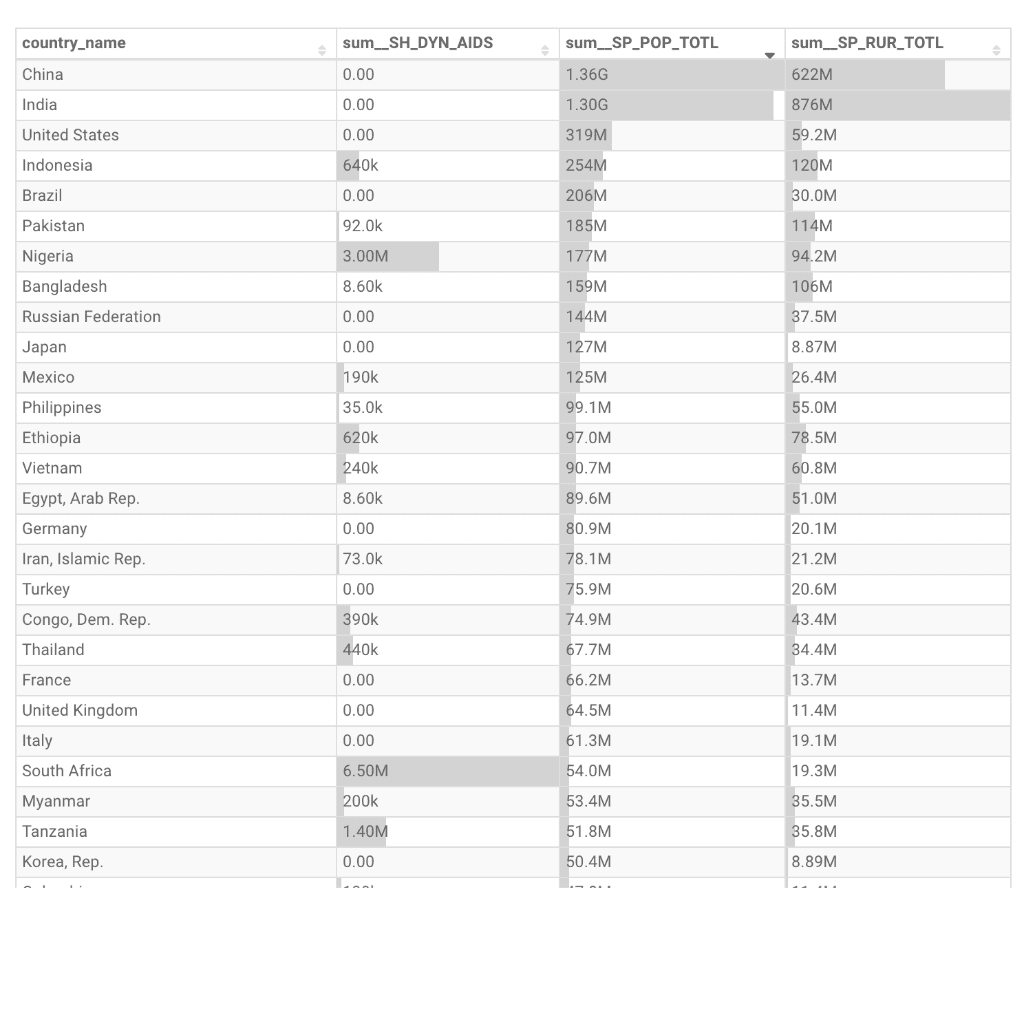 country_name sum__SH_DYN_AIDS sum__SP_POP_TOTL sum__SP_RUR_TOTL
China 0.00 1.36G 622M
India 0.00 1.30G 876M
United States 0.00 319M 59.2M
Indonesia 640k 254M 120M
Brazil 0.00 206M 30.0M
Pakistan 92.0k 185M 114M
Nigeria 3.00M 177M 94.2M
Bangladesh 8.60k 159M 106M
Russian Federation 0.00 144M 37.5M
Japan 0.00 127M 8.87M
Mexico 190k 125M 26.4M
Philippines 35.0k 99.1M 55.0M
Ethiopia 620k 97.0M 78.5M
Vietnam 240k 90.7M 60.8M
Egypt, Arab Rep. 8.60k 89.6M 51.0M
Germany 0.00 80.9M 20.1M
Iran, Islamic Rep. 73.0k 78.1M 21.2M
Turkey 0.00 75.9M 20.6M
Congo, Dem. Rep. 390k 74.9M 43.4M
Thailand 440k 67.7M 34.4M
France 0.00 66.2M 13.7M
United Kingdom 0.00 64.5M 11.4M
Italy 0.00 61.3M 19.1M
South Africa 6.50M 54.0M 19.3M
Myanmar 200k 53.4M 35.5M
Tanzania 1.40M 51.8M 35.8M
Korea, Rep. 0.00 50.4M 8.89M